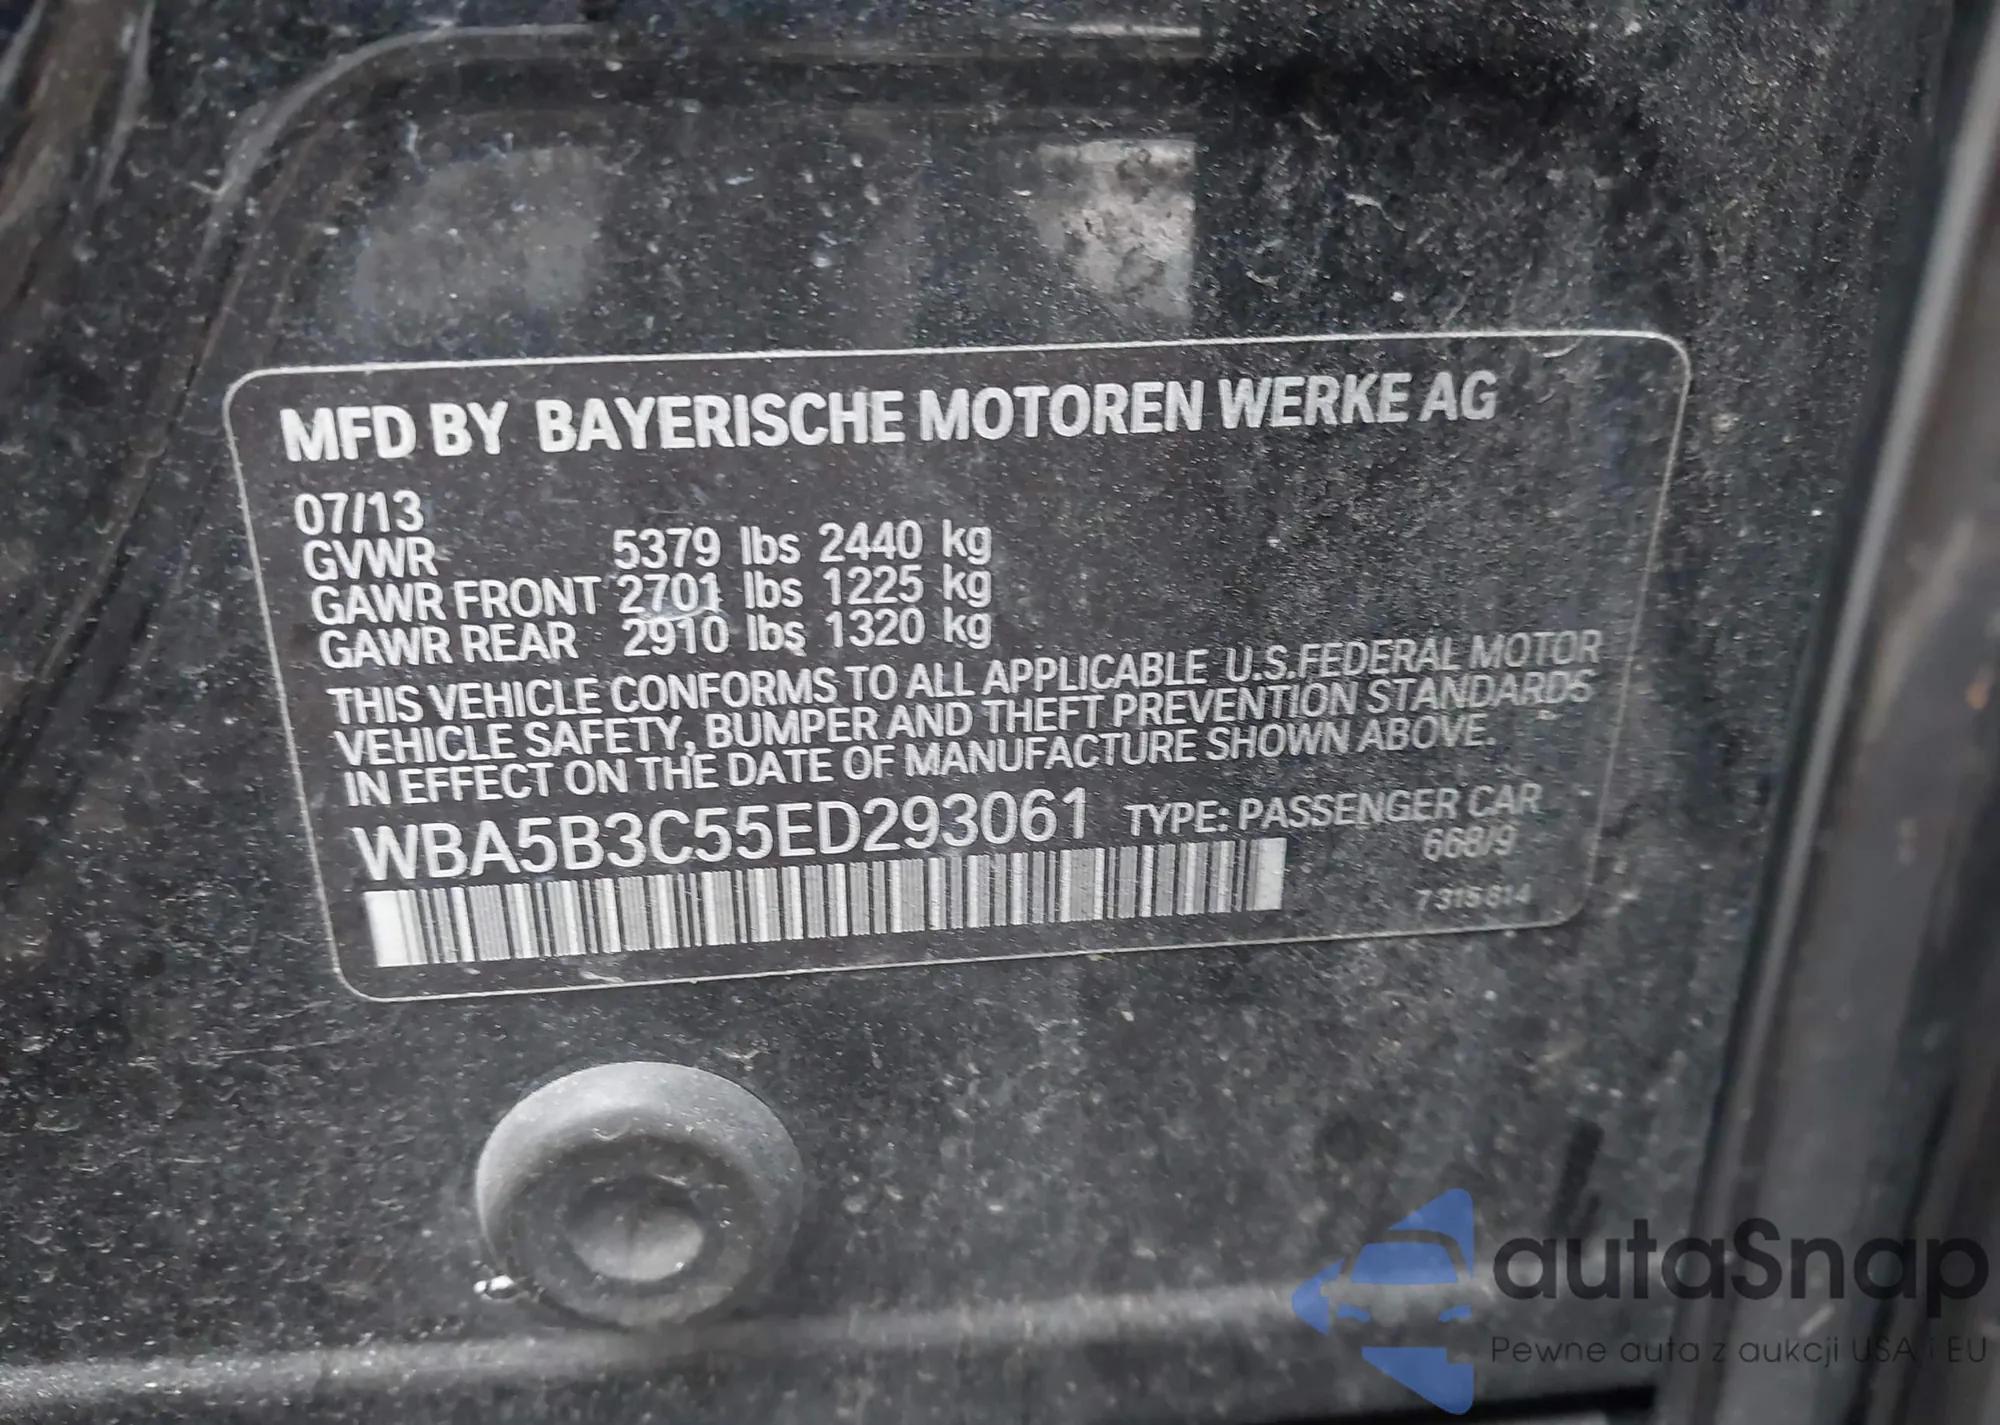 MFD BY BAYERISCHE MOTOREN WERKE AG
07/13
GVWR 5379 lbs 2440 kg
GAWR FRONT 2701 lbs 1225 kg
GAWR REAR 2910 lbs 1320 kg
THIS VEHICLE CONFORMS TO ALL APPLICABLE U.S.FEDERAL MOTOR
VEHICLE SAFETY, BUMPER AND THEFT PREVENTION STANDARDS
IN EFFECT ON THE DATE OF MANUFACTURE SHOWN ABOVE.
WBA5B3C55ED293061 TYPE: PASSENGER CAR
668/9
7 315 614
autaSnap
Pewne auta z aukcji USA i EU